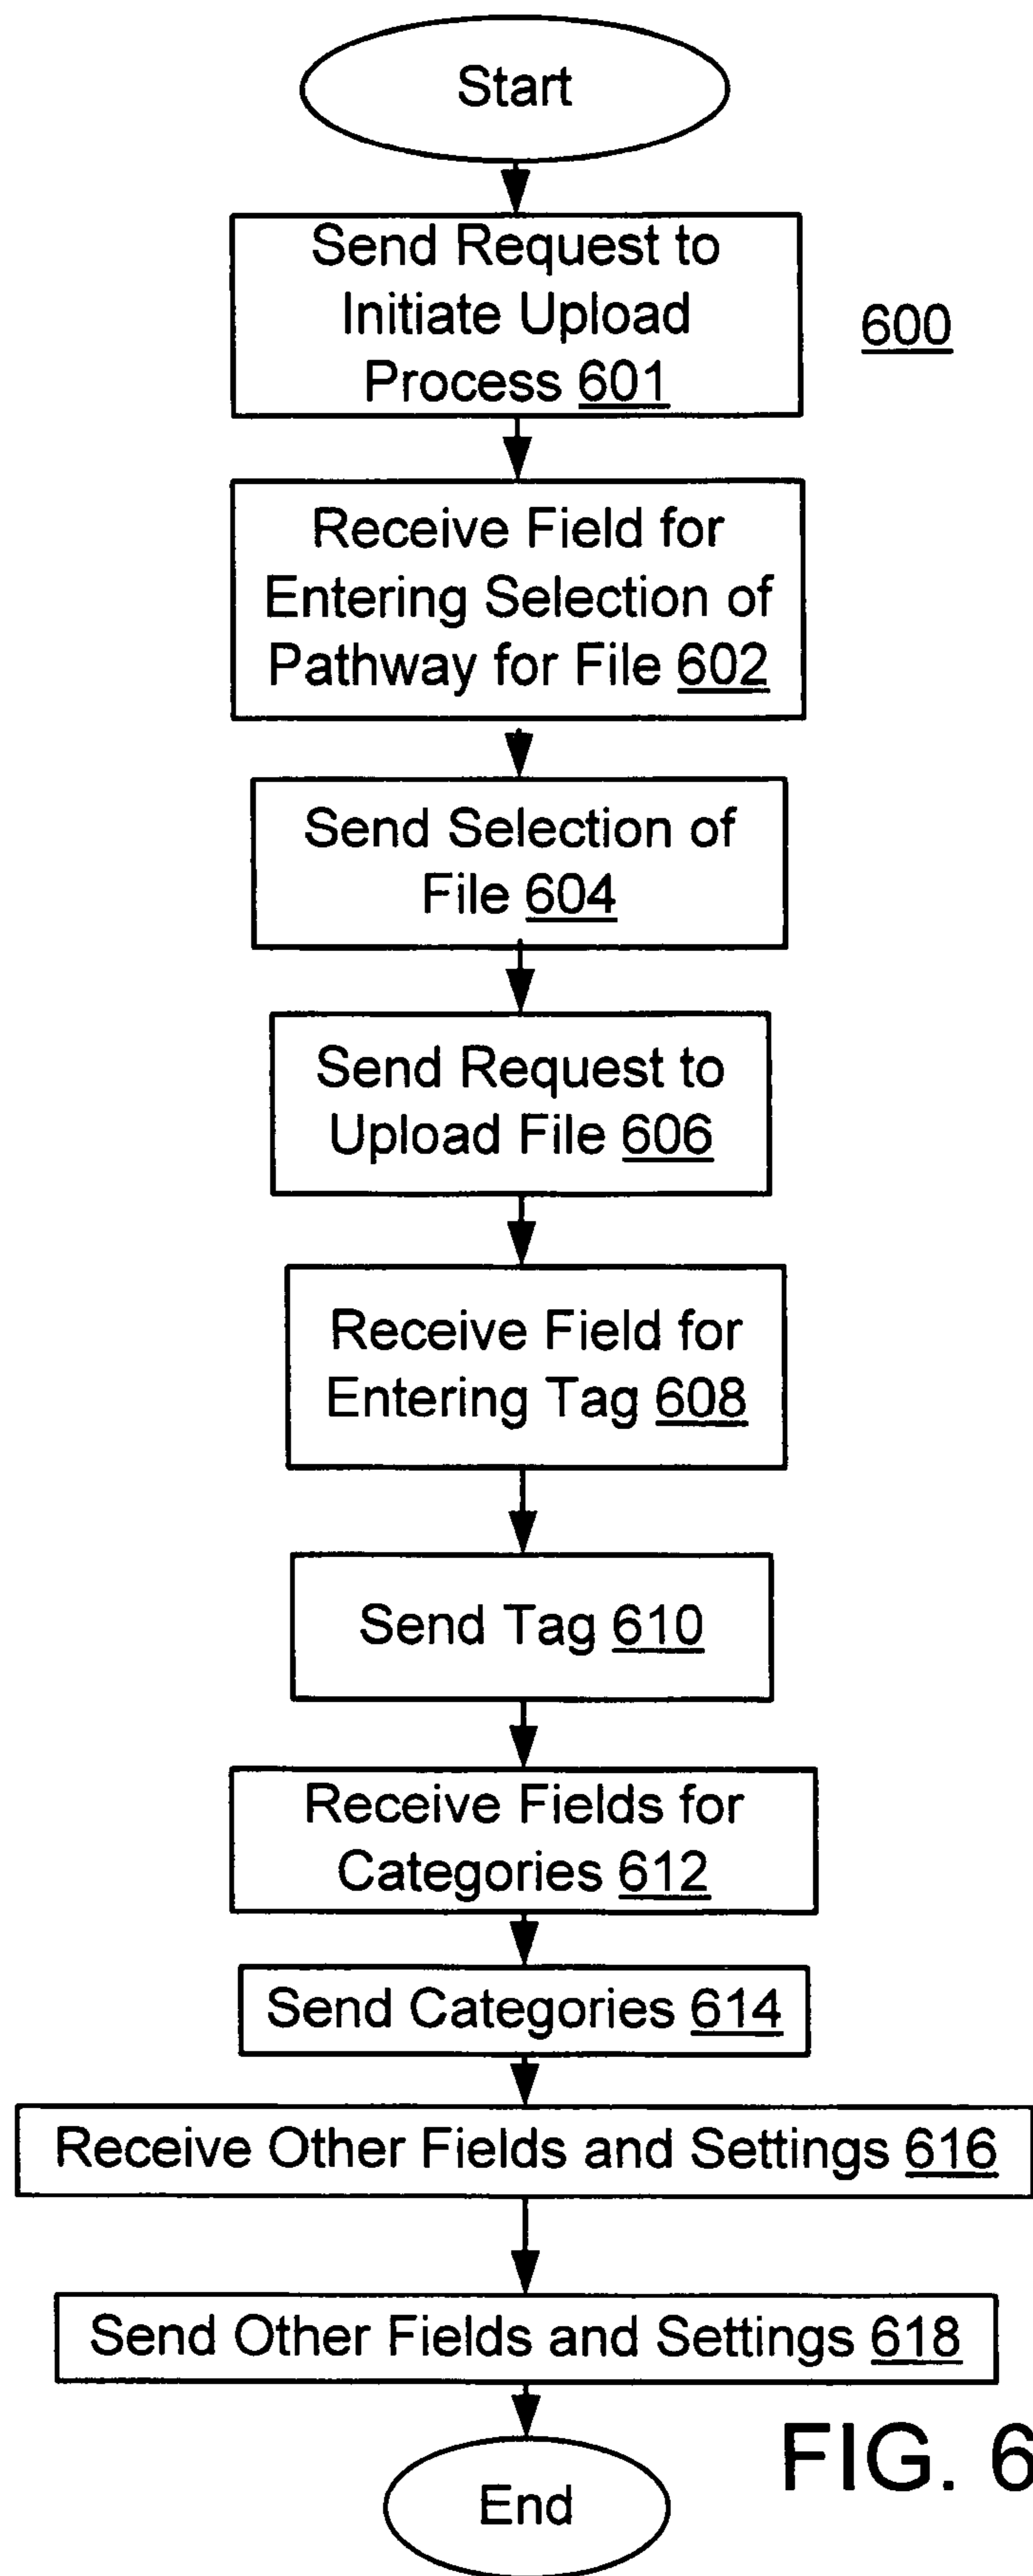 Start
Send Request to
Initiate Upload
Process 601
600
Receive Field for
Entering Selection of
Pathway for File 602
Send Selection of
File 604
Send Request to
Upload File 606
Receive Field for
Entering Tag 608
Send Tag 610
Receive Fields for
Categories 612
Send Categories 614
Receive Other Fields and Settings 616
Send Other Fields and Settings 618
FIG. 6
End